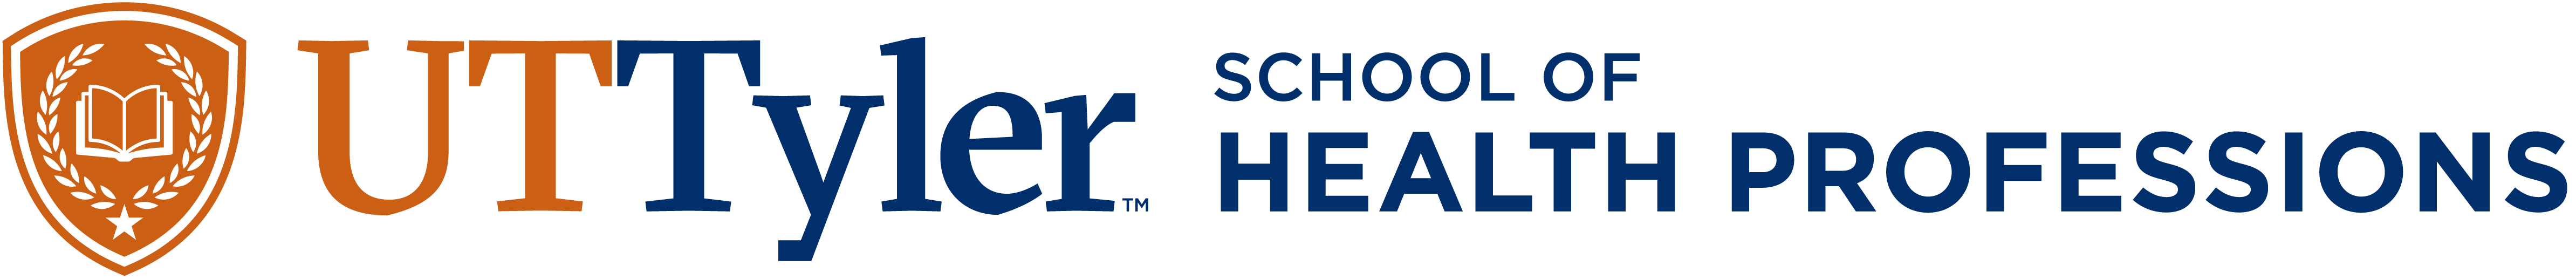 UTTyler™
SCHOOL OF
HEALTH PROFESSIONS